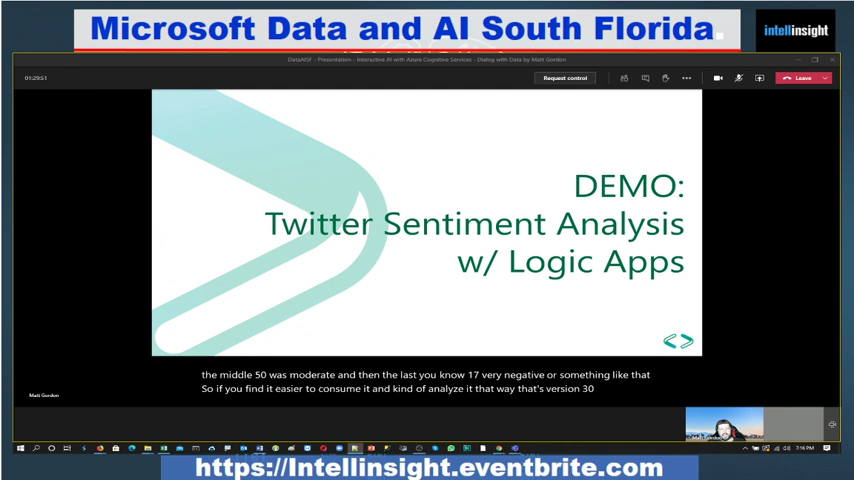 Microsoft Data and AI South Florida.
intellinsight
DataAISF - Presentation - Interactive AI with Azure Cognitive Services - Dialog with Data by Matt Gordon
01:29:51
Request control
Leave
DEMO:
Twitter Sentiment Analysis
w/ Logic Apps
the middle 50 was moderate and then the last you know 17 very negative or something like that
So if you find it easier to consume it and kind of analyze it that way that's version 30
Matt Gordon
7:16 PM
https://Intellinsight.eventbrite.com